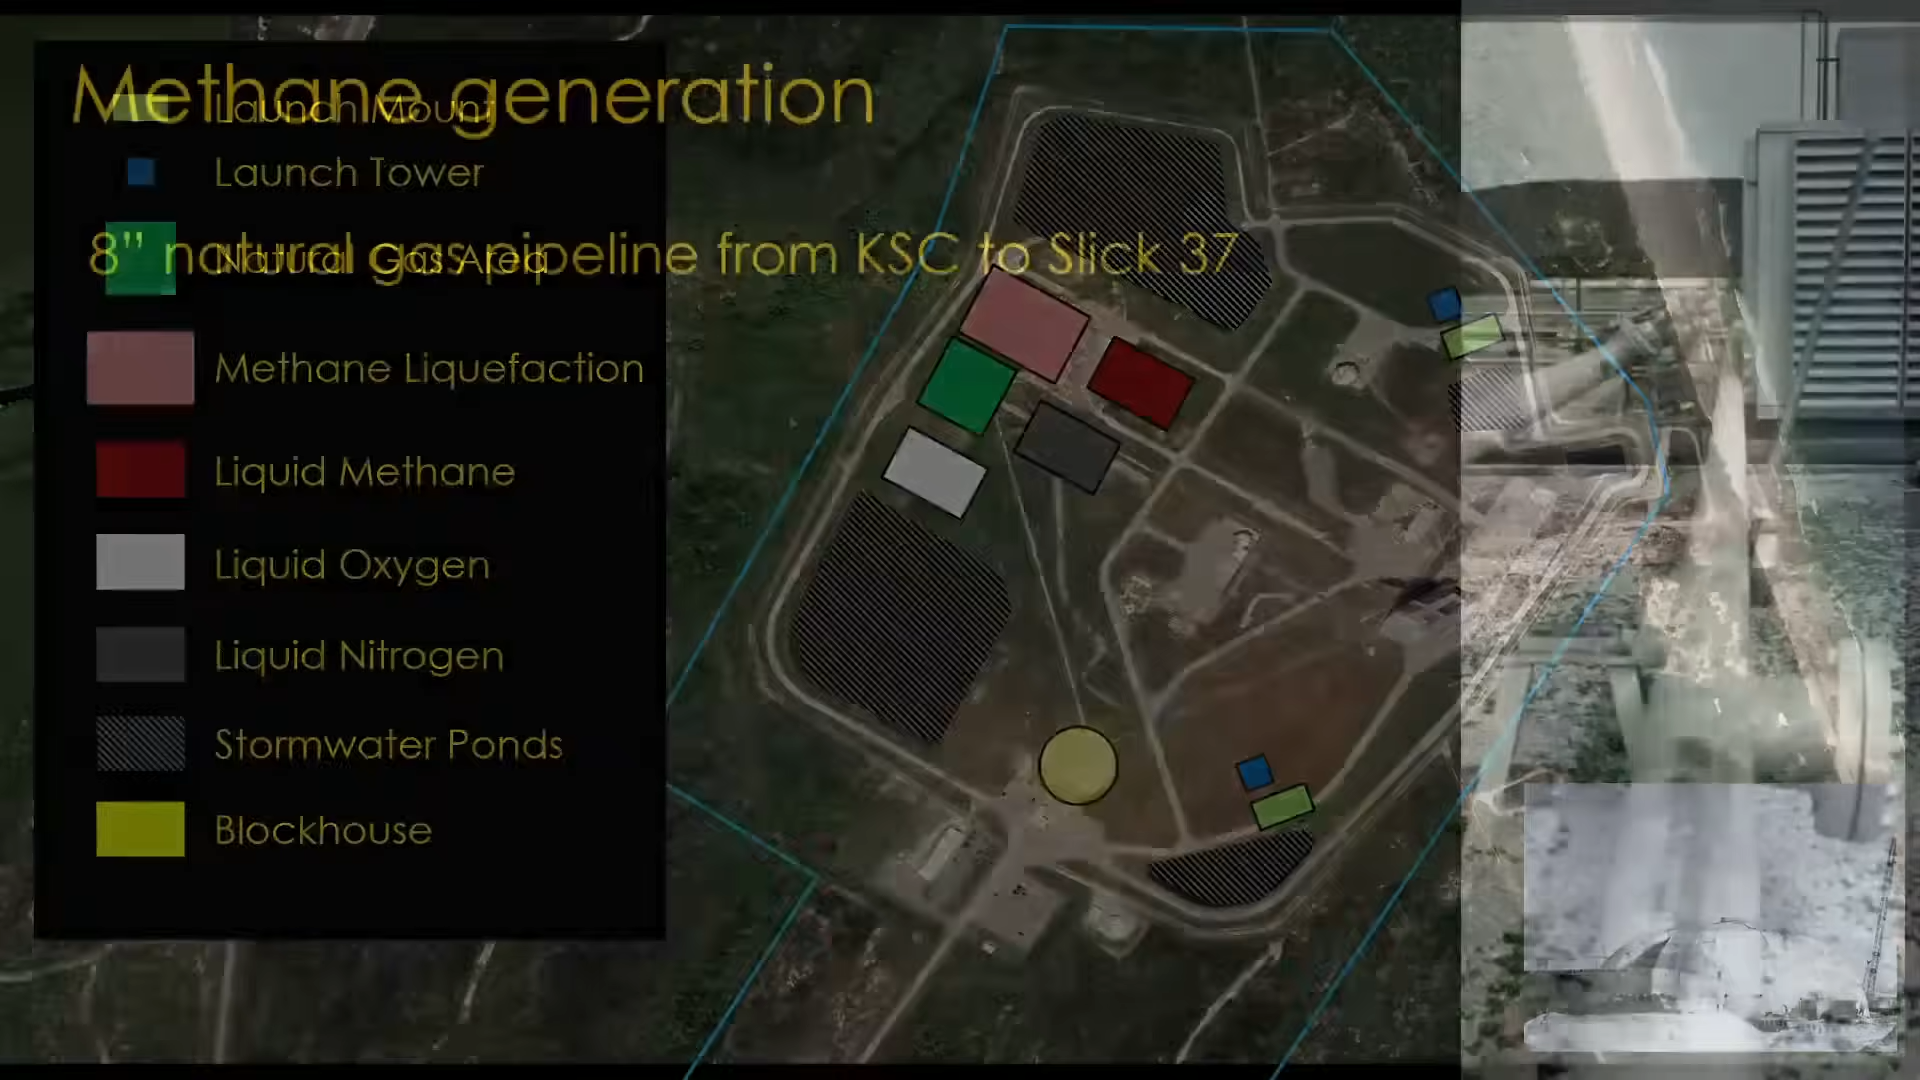 Methane generation
Launch Mount
Launch Tower
8" natural gas pipeline from KSC to Slick 37
Natural Gas Area
Methane Liquefaction
Liquid Methane
Liquid Oxygen
Liquid Nitrogen
Stormwater Ponds
Blockhouse